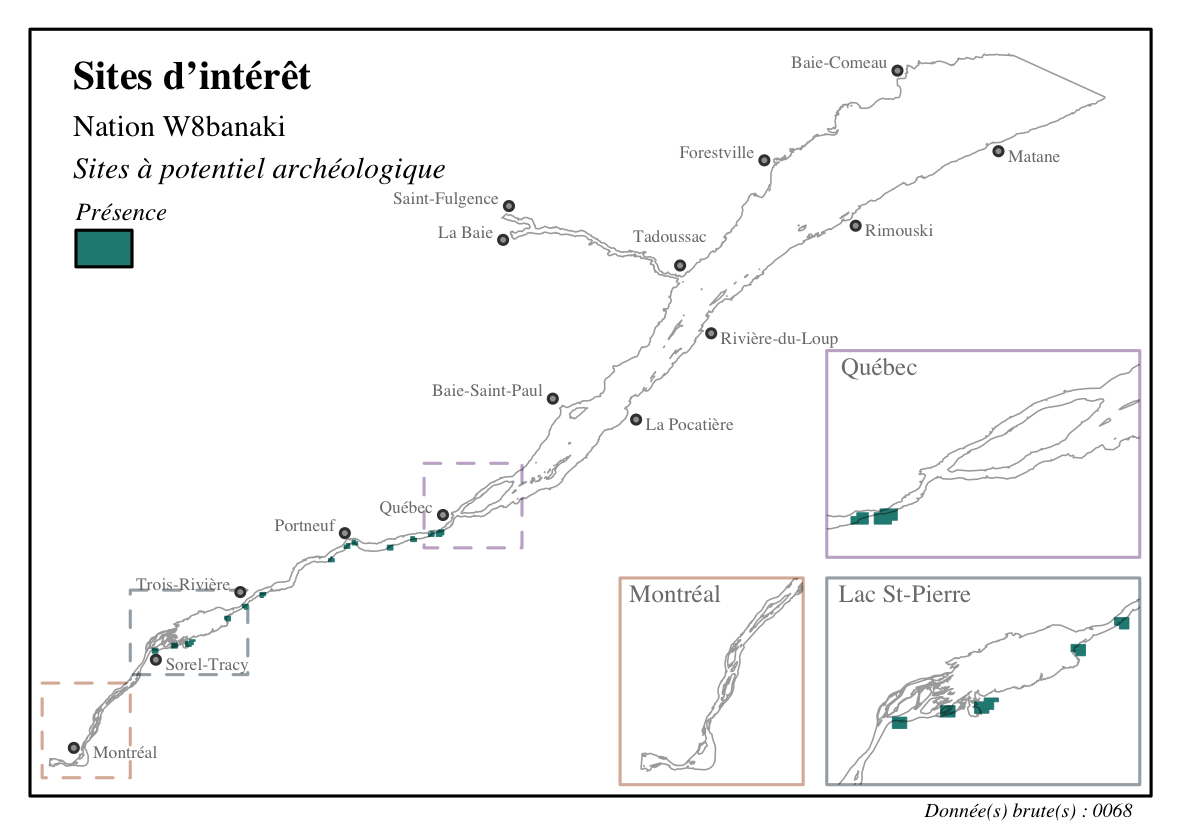 Sites d’intérêt
Nation W8banaki
Sites à potentiel archéologique
Présence
Baie-Comeau
Forestville
Matane
Saint-Fulgence
La Baie
Tadoussac
Rimouski
Rivière-du-Loup
Baie-Saint-Paul
La Pocatière
Québec
Portneuf
Trois-Rivière
Sorel-Tracy
Montréal
Québec
Montréal
Lac St-Pierre
Donnée(s) brute(s) : 0068